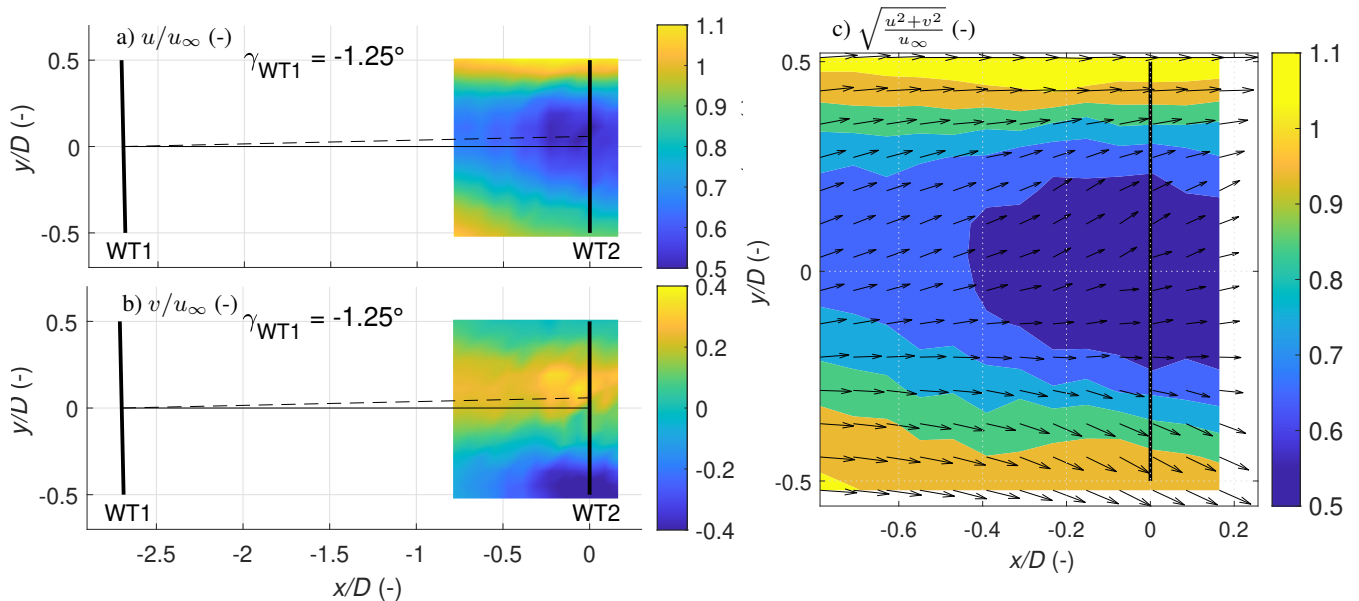 a) u/u∞ (-)
γWT1 = -1.25°
0.5
0
-0.5
y/D (-)
WT1
WT2
1.1
1
0.9
0.8
0.7
0.6
0.5
b) v/u∞ (-)
γWT1 = -1.25°
0.5
0
-0.5
y/D (-)
WT1
WT2
0.4
0.2
0
-0.2
-0.4
-2.5
-2
-1.5
-1
-0.5
0
x/D (-)
c) √((u²+v²)/u∞) (-)
0.5
0
-0.5
y/D (-)
-0.6
-0.4
-0.2
0
0.2
x/D (-)
1.1
1
0.9
0.8
0.7
0.6
0.5